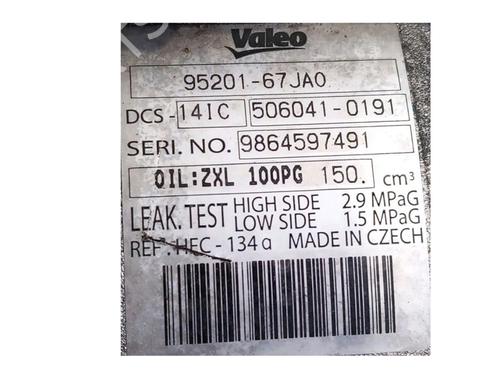 Valeo
95201-67JA0
DCS - 141C 506041-0191
SERI. NO. 9864597491
OIL:ZXL 100PG 150. cm³
LEAK. TEST HIGH SIDE 2.9 MPaG
LOW SIDE 1.5 MPaG
REF : HFC - 134a MADE IN CZECH